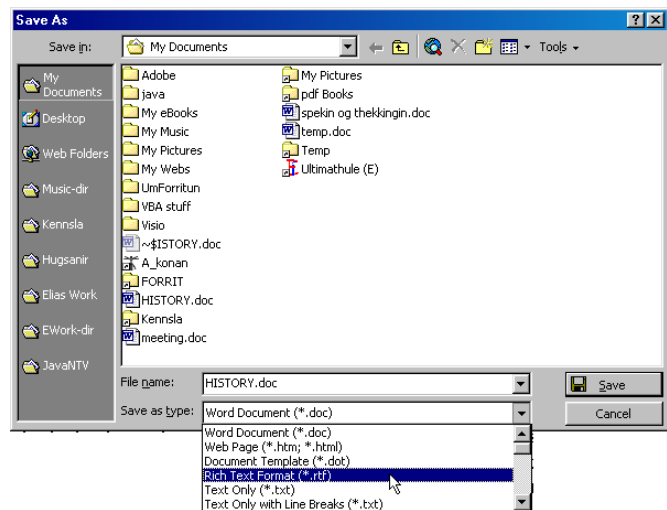 Save As
Save in:
My Documents
Tools
My Documents
Desktop
Web Folders
Music-dir
Kennsla
Hugsanir
Elias Work
EWork-dir
JavaNTV
Adobe
java
My eBooks
My Music
My Pictures
My Webs
UmForritun
VBA stuff
Visio
~$ISTORY.doc
A_konan
FORRIT
HISTORY.doc
Kennsla
meeting.doc
My Pictures
pdf Books
spekin og thekkingin.doc
temp.doc
Temp
Ultimathule (E)
File name:
HISTORY.doc
Save
Save as type:
Word Document (*.doc)
Cancel
Word Document (*.doc)
Web Page (*.htm; *.html)
Document Template (*.dot)
Rich Text Format (*.rtf)
Text Only (*.txt)
Text Only with Line Breaks (*.txt)